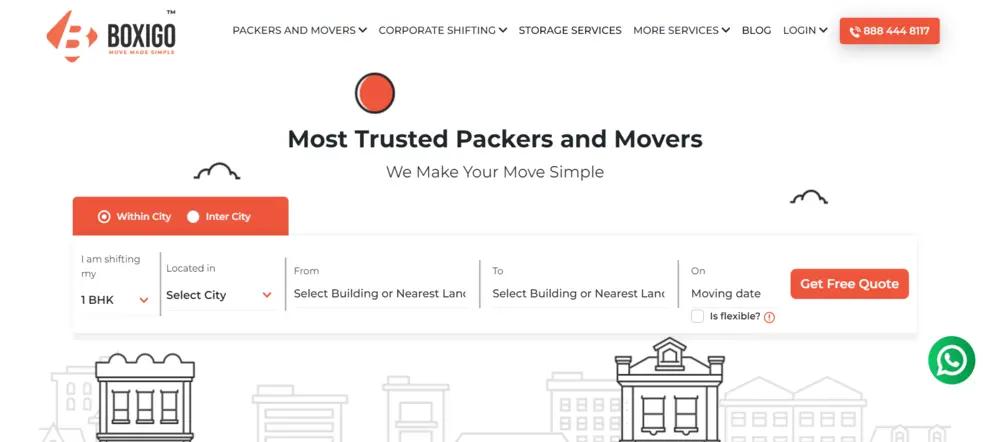 BOXIGO™
MOVE MADE SIMPLE
PACKERS AND MOVERS
CORPORATE SHIFTING
STORAGE SERVICES
MORE SERVICES
BLOG
LOGIN
888 444 8117
Most Trusted Packers and Movers
We Make Your Move Simple
Within City
Inter City
I am shifting
my
1 BHK
Located in
Select City
From
Select Building or Nearest Land
To
Select Building or Nearest Land
On
Moving date
Is flexible?
Get Free Quote